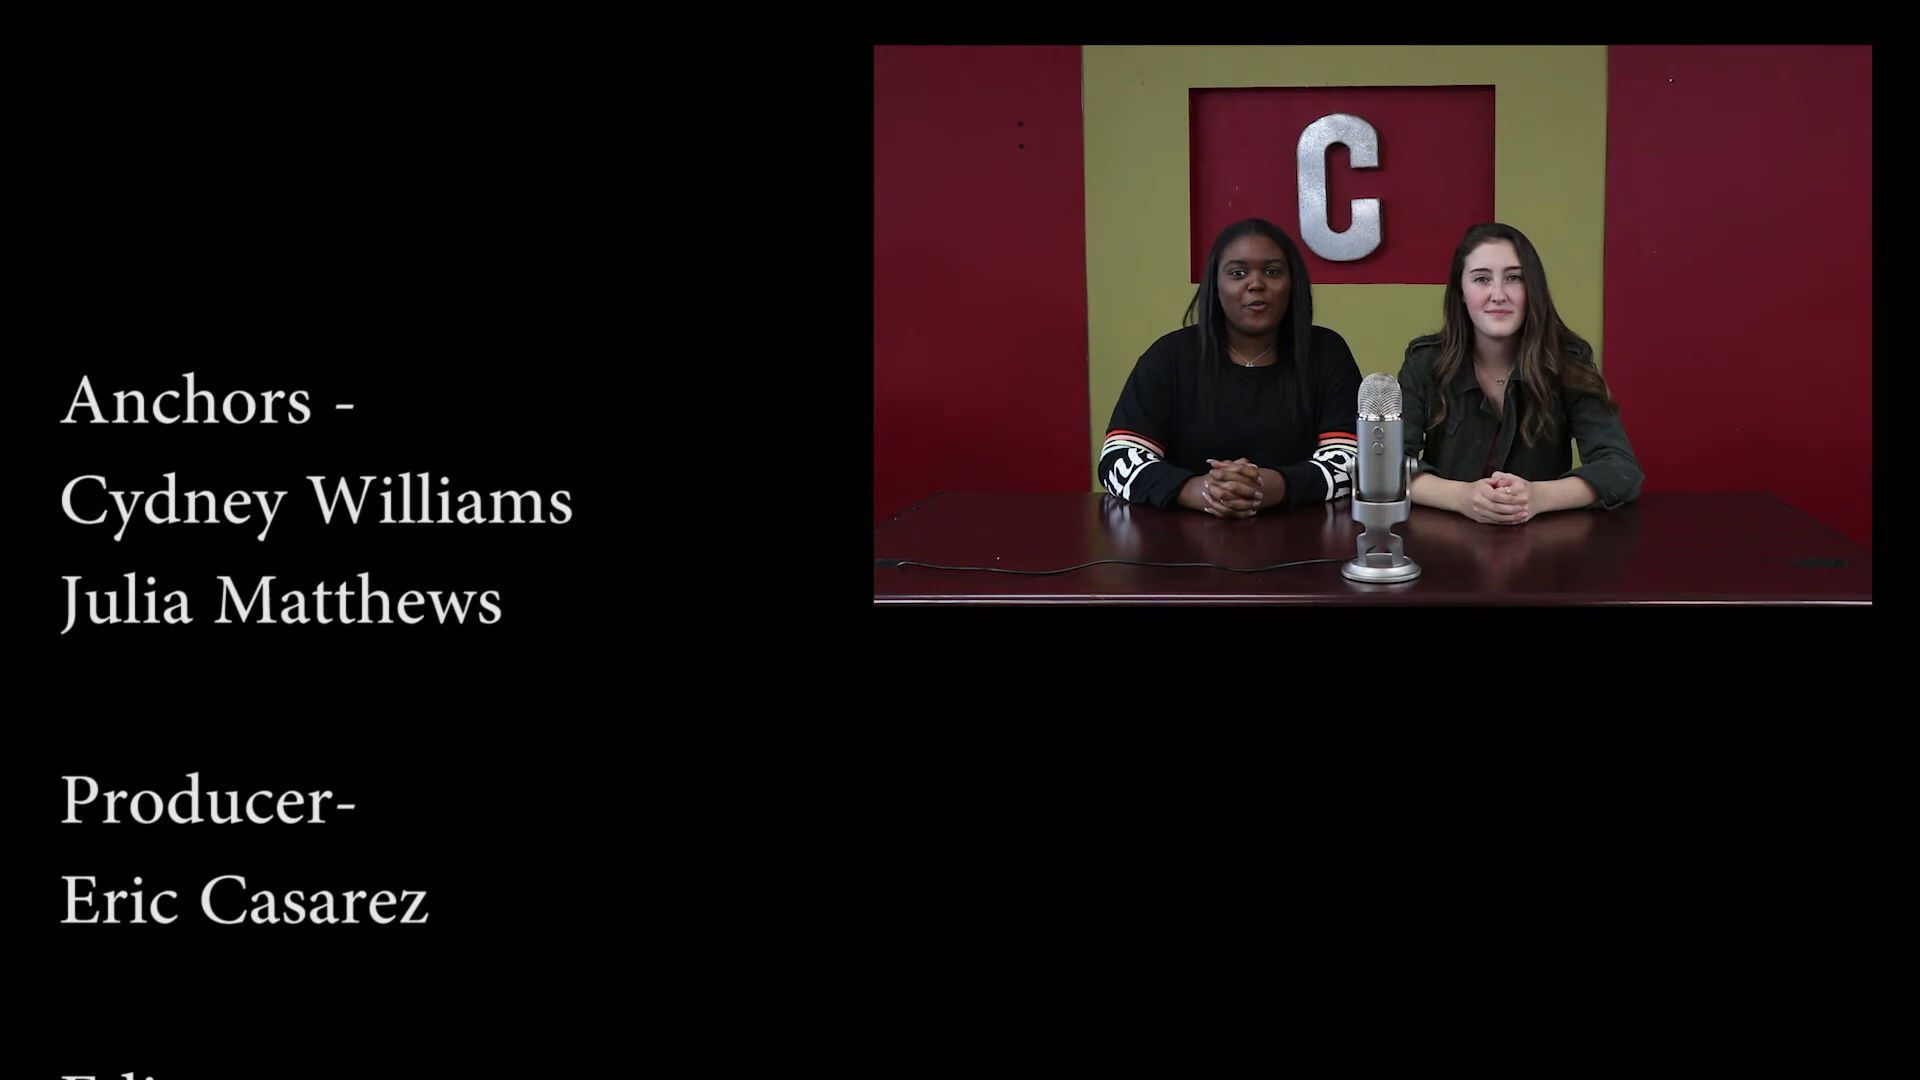 C
Anchors -
Cydney Williams
Julia Matthews
Producer-
Eric Casarez